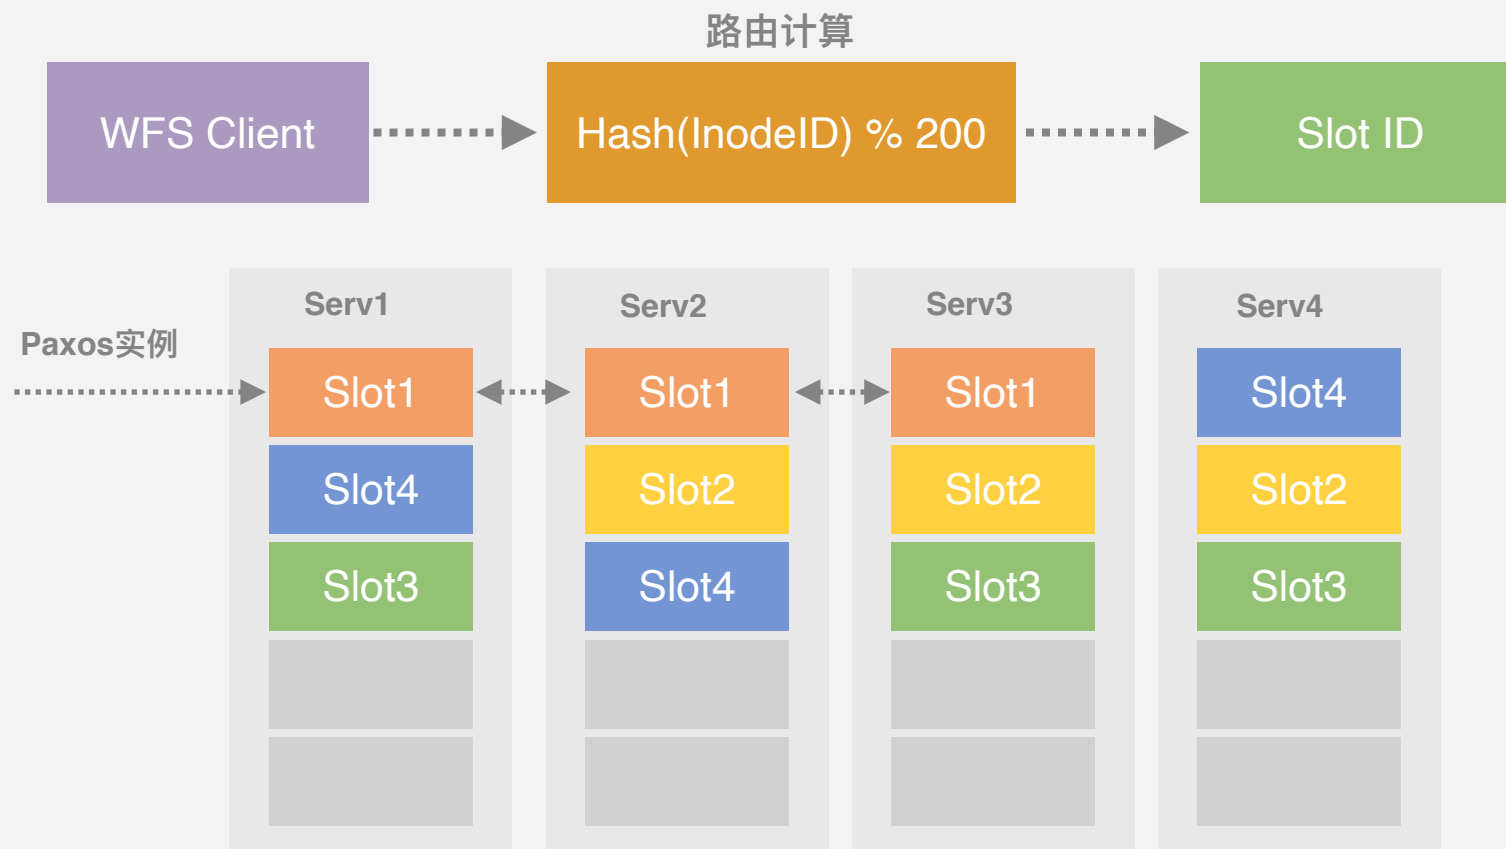 路由计算
WFS Client
Hash(InodeID) % 200
Slot ID
Paxos实例
Serv1
Slot1
Slot4
Slot3
Serv2
Slot1
Slot2
Slot4
Serv3
Slot1
Slot2
Slot3
Serv4
Slot4
Slot2
Slot3